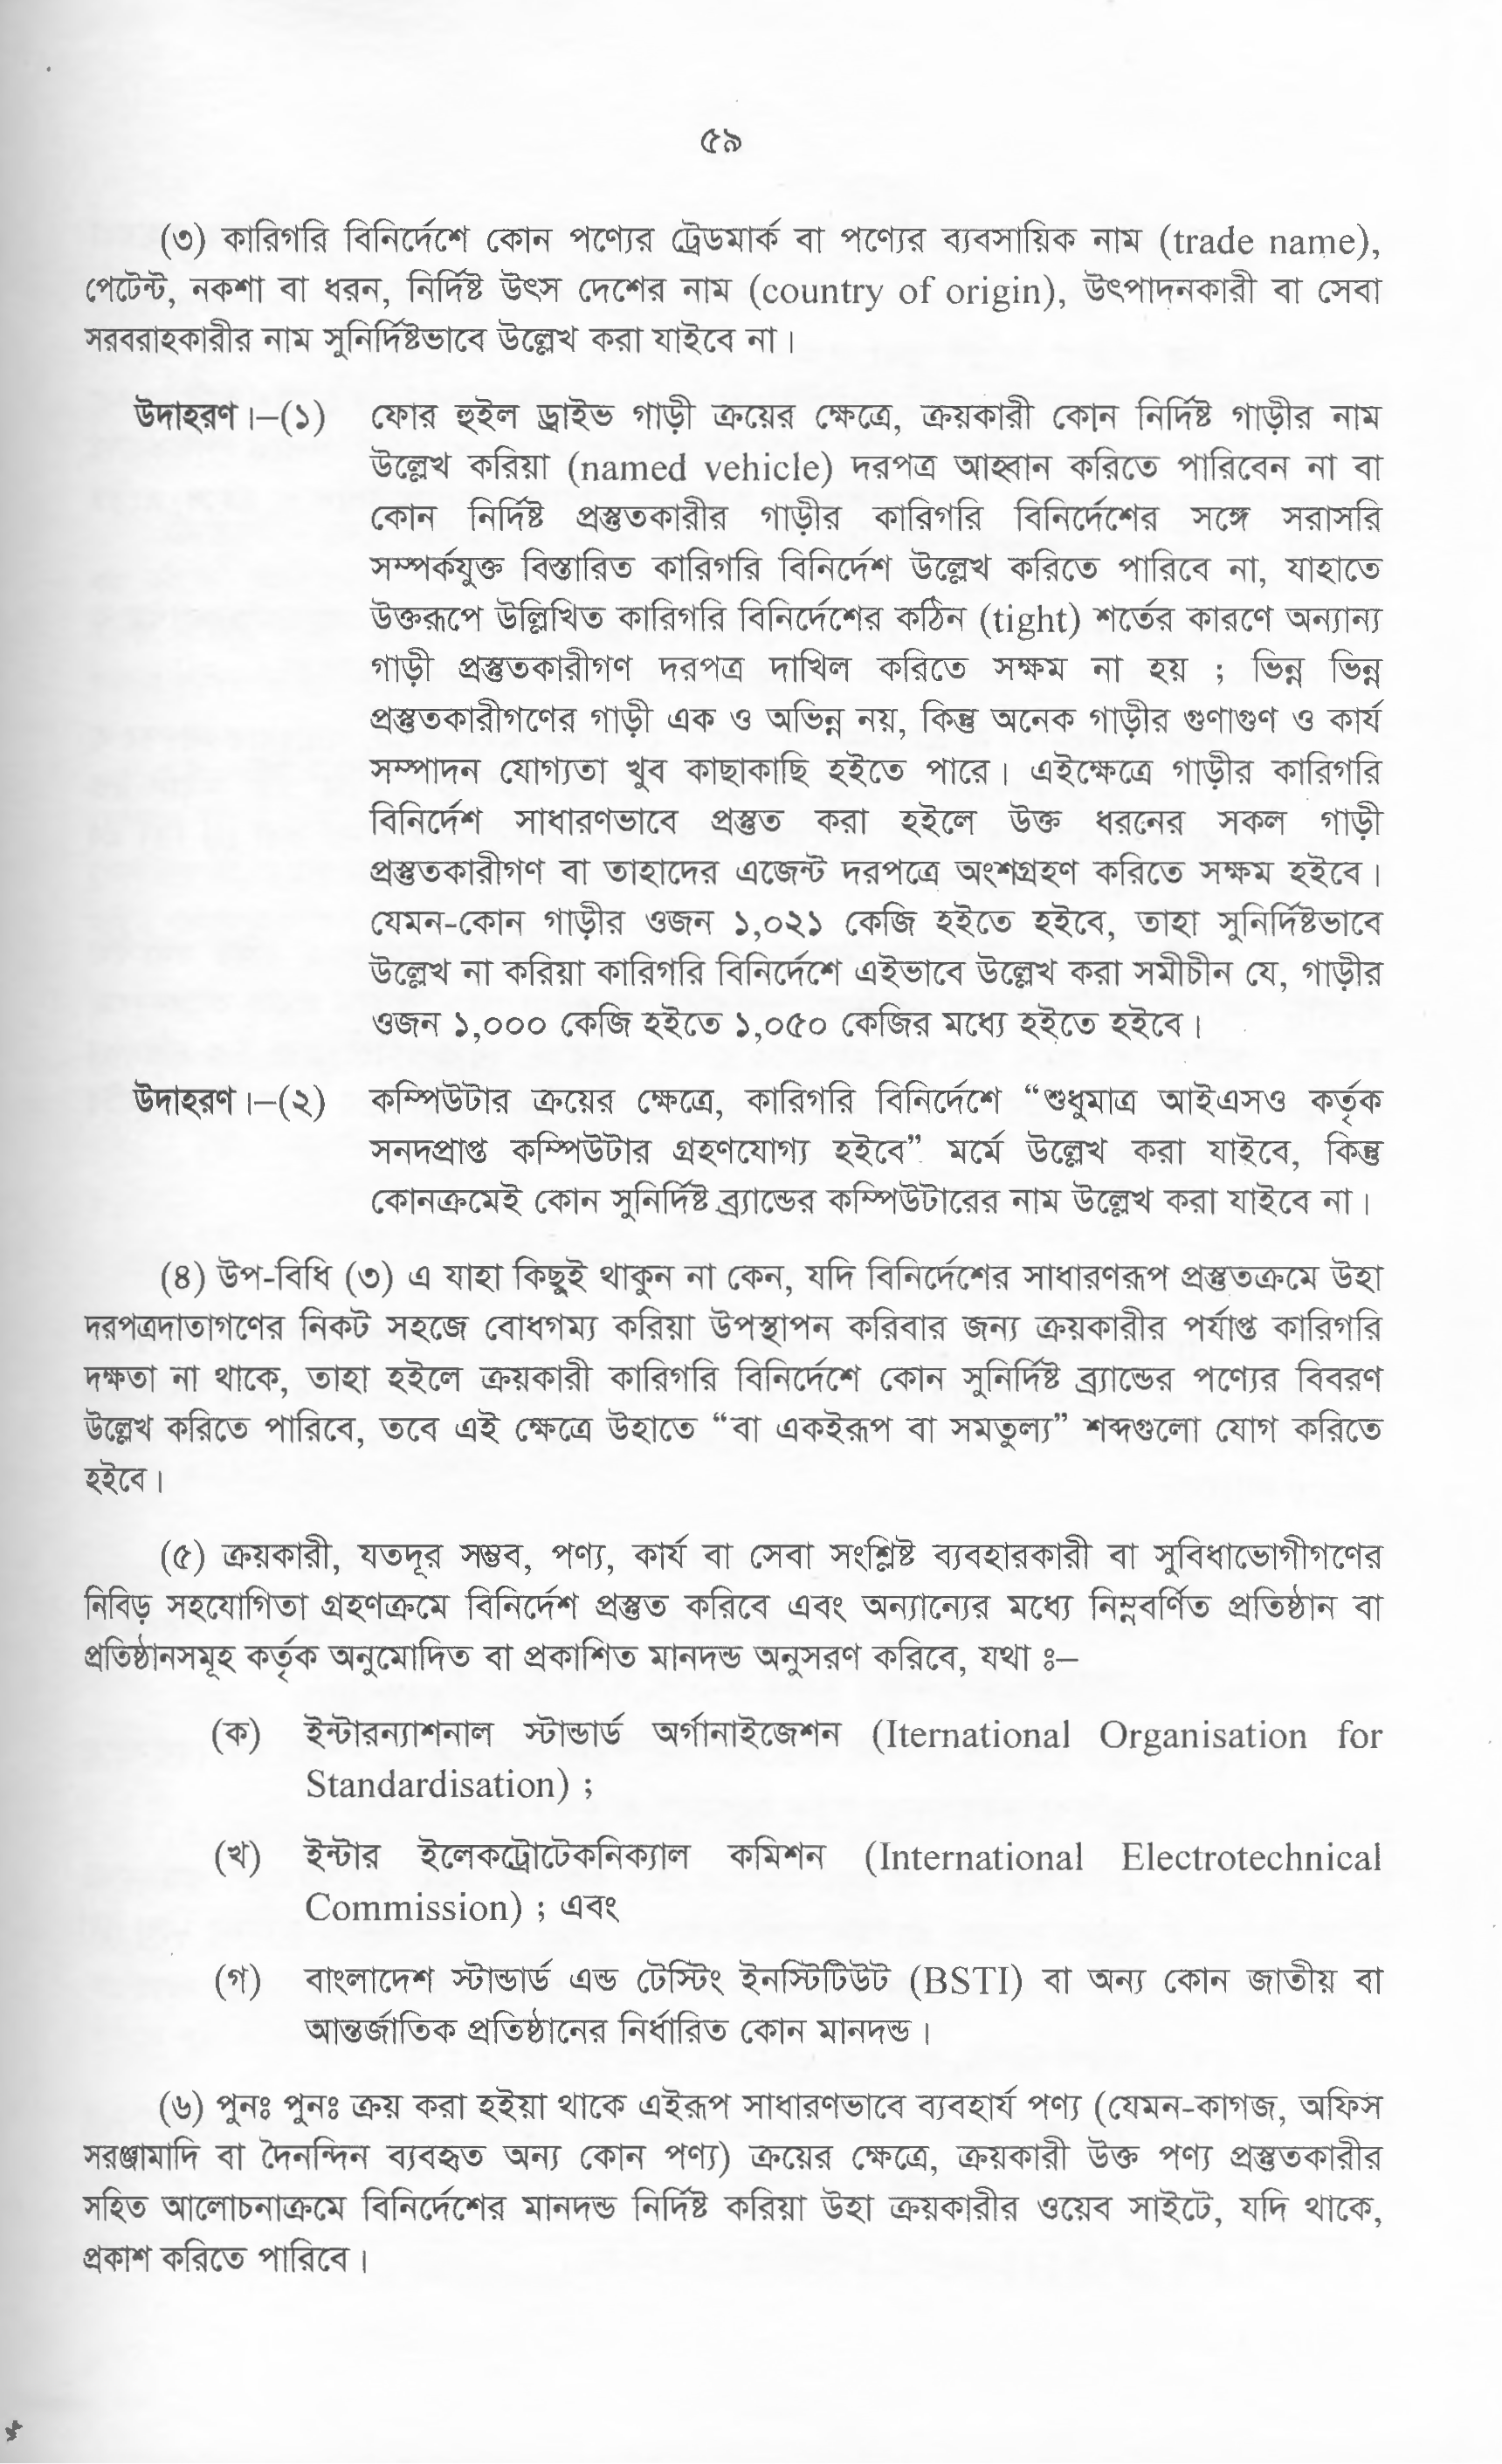 ৫৯
(৩) কারিগরি বিনির্দেশে কোন পণ্যের ট্রেডমার্ক বা পণ্যের ব্যবসায়িক নাম (trade name),
পেটেন্ট, নকশা বা ধরন, নির্দিষ্ট উৎস দেশের নাম (country of origin), উৎপাদনকারী বা সেবা
সরবরাহকারীর নাম সুনির্দিষ্টভাবে উল্লেখ করা যাইবে না।
উদাহরণ।–(১) ফোর হুইল ড্রাইভ গাড়ী ক্রয়ের ক্ষেত্রে, ক্রয়কারী কোন নির্দিষ্ট গাড়ীর নাম
উল্লেখ করিয়া (named vehicle) দরপত্র আহ্বান করিতে পারিবেন না বা
কোন নির্দিষ্ট প্রস্তুতকারীর গাড়ীর কারিগরি বিনির্দেশের সঙ্গে সরাসরি
সম্পর্কযুক্ত বিস্তারিত কারিগরি বিনির্দেশ উল্লেখ করিতে পারিবে না, যাহাতে
উক্তরূপে উল্লিখিত কারিগরি বিনির্দেশের কঠিন (tight) শর্তের কারণে অন্যান্য
গাড়ী প্রস্তুতকারীগণ দরপত্র দাখিল করিতে সক্ষম না হয় ; ভিন্ন ভিন্ন
প্রস্তুতকারীগণের গাড়ী এক ও অভিন্ন নয়, কিন্তু অনেক গাড়ীর গুণাগুণ ও কার্য
সম্পাদন যোগ্যতা খুব কাছাকাছি হইতে পারে। এইক্ষেত্রে গাড়ীর কারিগরি
বিনির্দেশ সাধারণভাবে প্রস্তুত করা হইলে উক্ত ধরনের সকল গাড়ী
প্রস্তুতকারীগণ বা তাহাদের এজেন্ট দরপত্রে অংশগ্রহণ করিতে সক্ষম হইবে।
যেমন-কোন গাড়ীর ওজন ১,০২১ কেজি হইতে হইবে, তাহা সুনির্দিষ্টভাবে
উল্লেখ না করিয়া কারিগরি বিনির্দেশে এইভাবে উল্লেখ করা সমীচীন যে, গাড়ীর
ওজন ১,০০০ কেজি হইতে ১,০৫০ কেজির মধ্যে হইতে হইবে।
উদাহরণ।–(২) কম্পিউটার ক্রয়ের ক্ষেত্রে, কারিগরি বিনির্দেশে “শুধুমাত্র আইএসও কর্তৃক
সনদপ্রাপ্ত কম্পিউটার গ্রহণযোগ্য হইবে” মর্মে উল্লেখ করা যাইবে, কিন্তু
কোনক্রমেই কোন সুনির্দিষ্ট ব্র্যান্ডের কম্পিউটারের নাম উল্লেখ করা যাইবে না।
(৪) উপ-বিধি (৩) এ যাহা কিছুই থাকুন না কেন, যদি বিনির্দেশের সাধারণরূপ প্রস্তুতক্রমে উহা
দরপত্রদাতাগণের নিকট সহজে বোধগম্য করিয়া উপস্থাপন করিবার জন্য ক্রয়কারীর পর্যাপ্ত কারিগরি
দক্ষতা না থাকে, তাহা হইলে ক্রয়কারী কারিগরি বিনির্দেশে কোন সুনির্দিষ্ট ব্র্যান্ডের পণ্যের বিবরণ
উল্লেখ করিতে পারিবে, তবে এই ক্ষেত্রে উহাতে “বা একইরূপ বা সমতুল্য” শব্দগুলো যোগ করিতে
হইবে।
(৫) ক্রয়কারী, যতদূর সম্ভব, পণ্য, কার্য বা সেবা সংশ্লিষ্ট ব্যবহারকারী বা সুবিধাভোগীগণের
নিবিড় সহযোগিতা গ্রহণক্রমে বিনির্দেশ প্রস্তুত করিবে এবং অন্যান্যের মধ্যে নিম্নবর্ণিত প্রতিষ্ঠান বা
প্রতিষ্ঠানসমূহ কর্তৃক অনুমোদিত বা প্রকাশিত মানদন্ড অনুসরণ করিবে, যথা ঃ–
(ক) ইন্টারন্যাশনাল স্টান্ডার্ড অর্গানাইজেশন (Iternational Organisation for
Standardisation) ;
(খ) ইন্টার ইলেকট্রোটেকনিক্যাল কমিশন (International Electrotechnical
Commission) ; এবং
(গ) বাংলাদেশ স্টান্ডার্ড এন্ড টেস্টিং ইনস্টিটিউট (BSTI) বা অন্য কোন জাতীয় বা
আন্তর্জাতিক প্রতিষ্ঠানের নির্ধারিত কোন মানদন্ড।
(৬) পুনঃ পুনঃ ক্রয় করা হইয়া থাকে এইরূপ সাধারণভাবে ব্যবহার্য পণ্য (যেমন-কাগজ, অফিস
সরঞ্জামাদি বা দৈনন্দিন ব্যবহৃত অন্য কোন পণ্য) ক্রয়ের ক্ষেত্রে, ক্রয়কারী উক্ত পণ্য প্রস্তুতকারীর
সহিত আলোচনাক্রমে বিনির্দেশের মানদন্ড নির্দিষ্ট করিয়া উহা ক্রয়কারীর ওয়েব সাইটে, যদি থাকে,
প্রকাশ করিতে পারিবে।